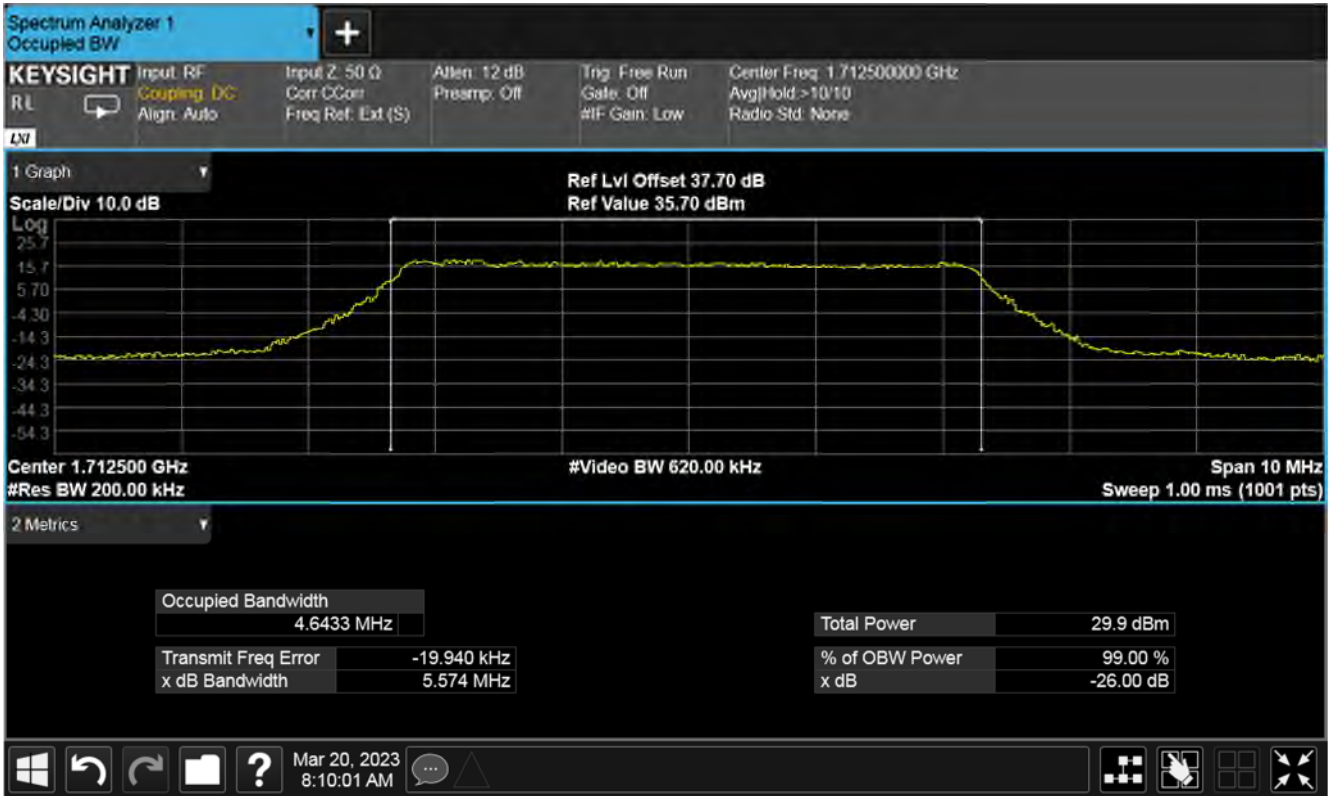 Spectrum Analyzer 1
Occupied BW
+
KEYSIGHT Input: RF Input Z: 50 Ω Atten: 12 dB Trig: Free Run Center Freq: 1.712500000 GHz
RL Coupling: DC Corr CCorr Preamp: Off Gate: Off Avg|Hold:>10/10
Align: Auto Freq Ref: Ext (S) #IF Gain: Low Radio Std: None
LXI
1 Graph
Ref Lvl Offset 37.70 dB
Scale/Div 10.0 dB Ref Value 35.70 dBm
Log
25.7
15.7
5.70
-4.30
-14.3
-24.3
-34.3
-44.3
-54.3
Center 1.712500 GHz #Video BW 620.00 kHz Span 10 MHz
#Res BW 200.00 kHz Sweep 1.00 ms (1001 pts)
2 Metrics
Occupied Bandwidth
4.6433 MHz Total Power 29.9 dBm
Transmit Freq Error -19.940 kHz % of OBW Power 99.00 %
x dB Bandwidth 5.574 MHz x dB -26.00 dB
? Mar 20, 2023
8:10:01 AM